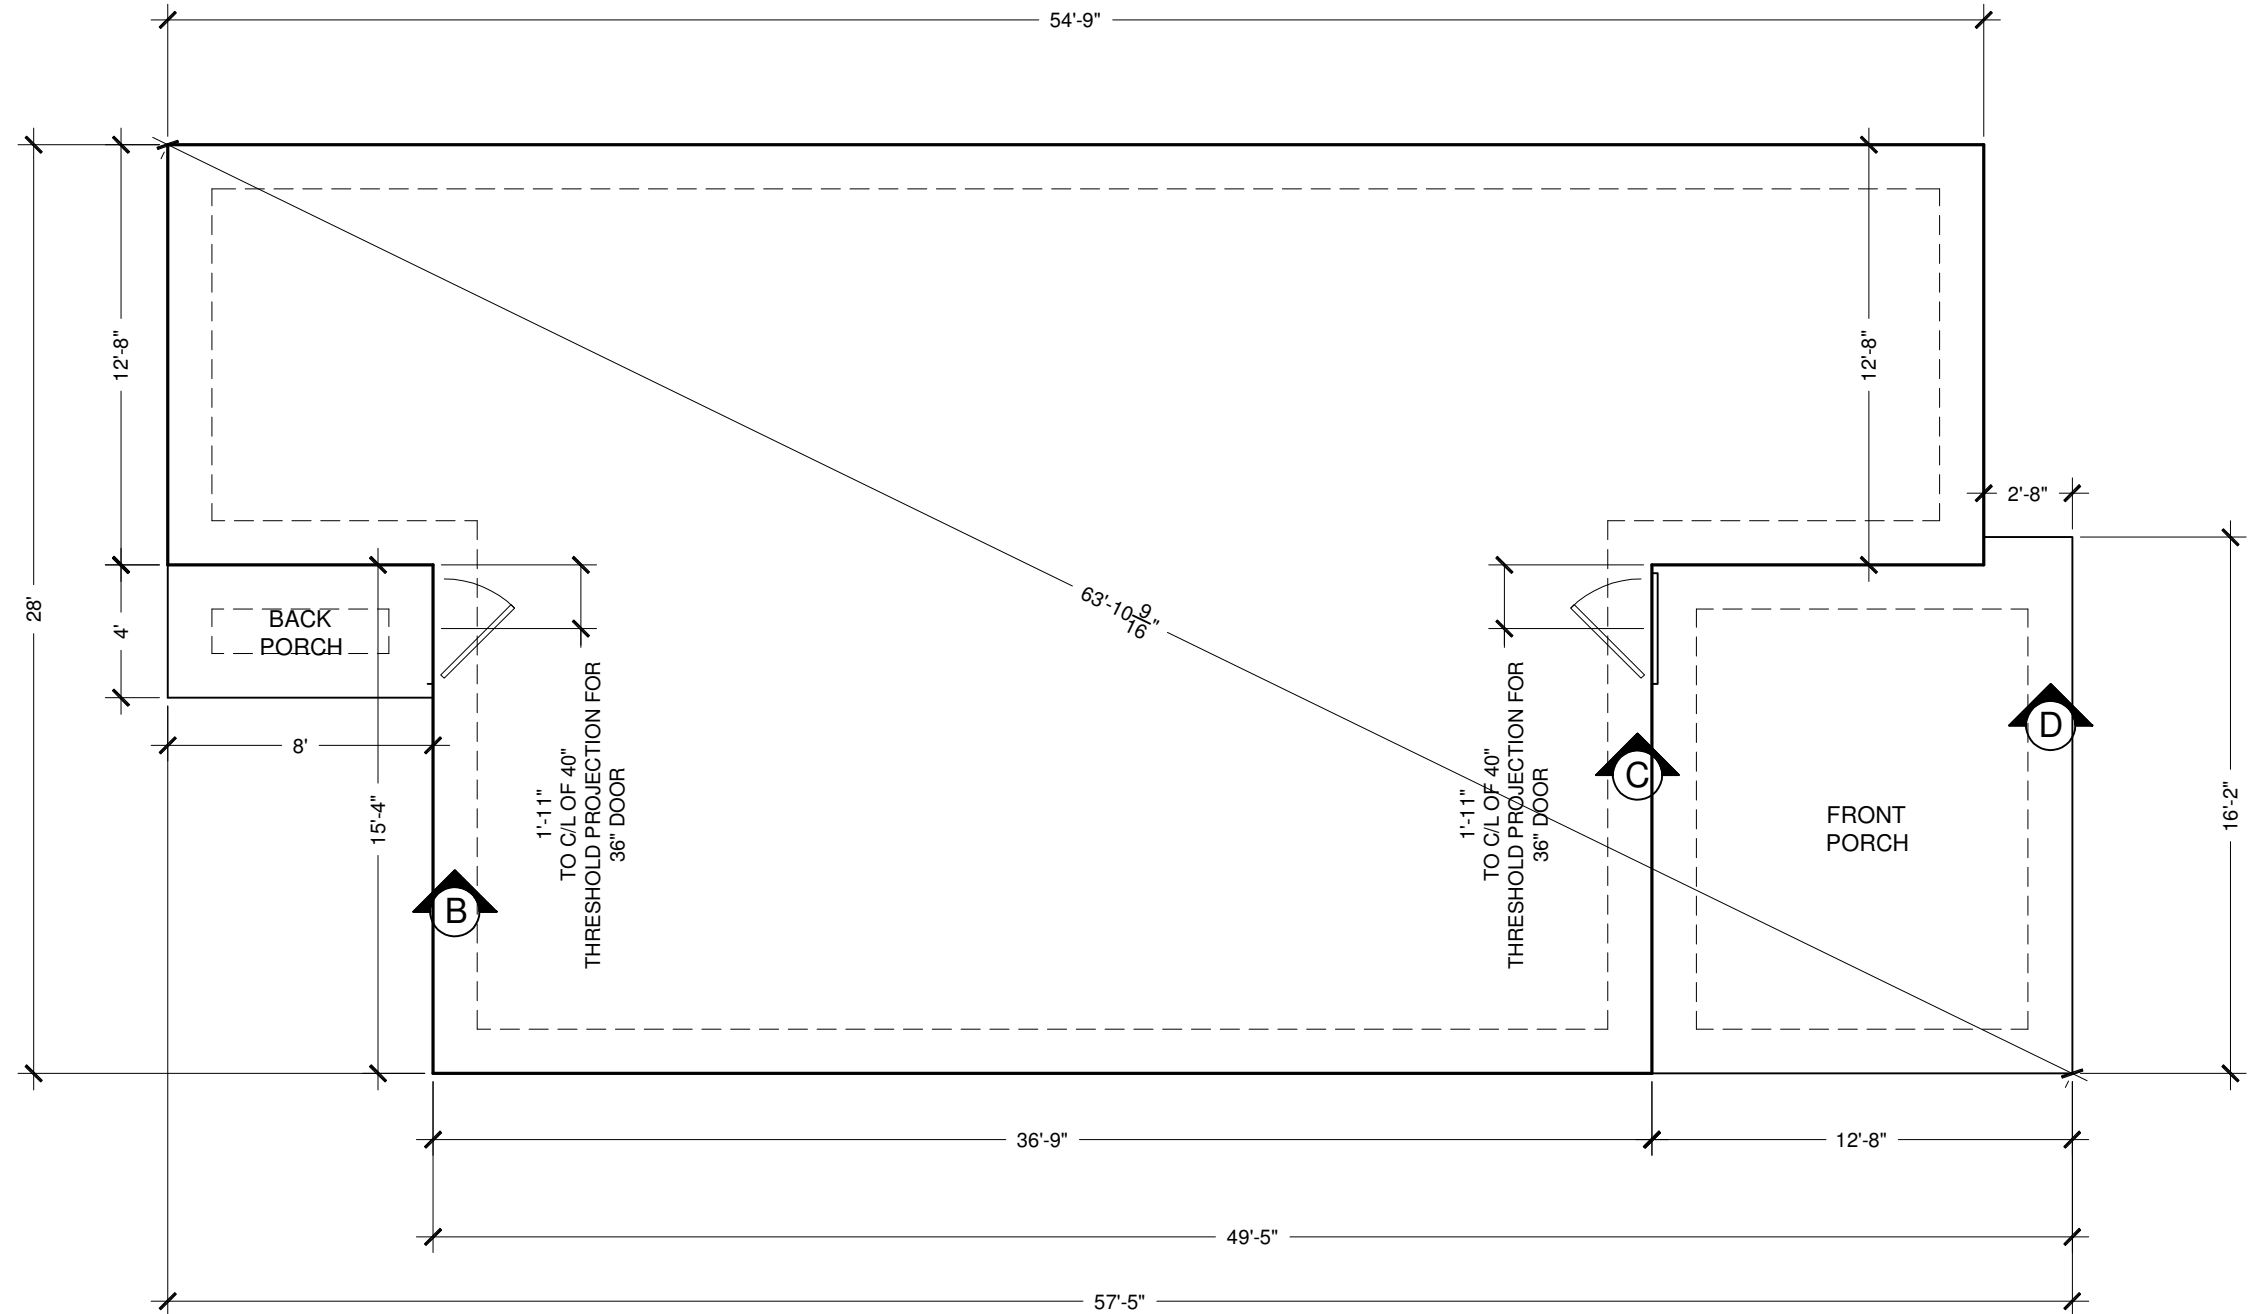 54'-9"
12'-8"
12'-8"
2'-8"
28'
4'
BACK
PORCH
63'-10 9/16"
8'
15'-4"
1'-11"
TO C/L OF 40"
THRESHOLD PROJECTION FOR
36" DOOR
1'-11"
TO C/L OF 40"
THRESHOLD PROJECTION FOR
36" DOOR
B
C
D
FRONT
PORCH
16'-2"
36'-9"
12'-8"
49'-5"
57'-5"